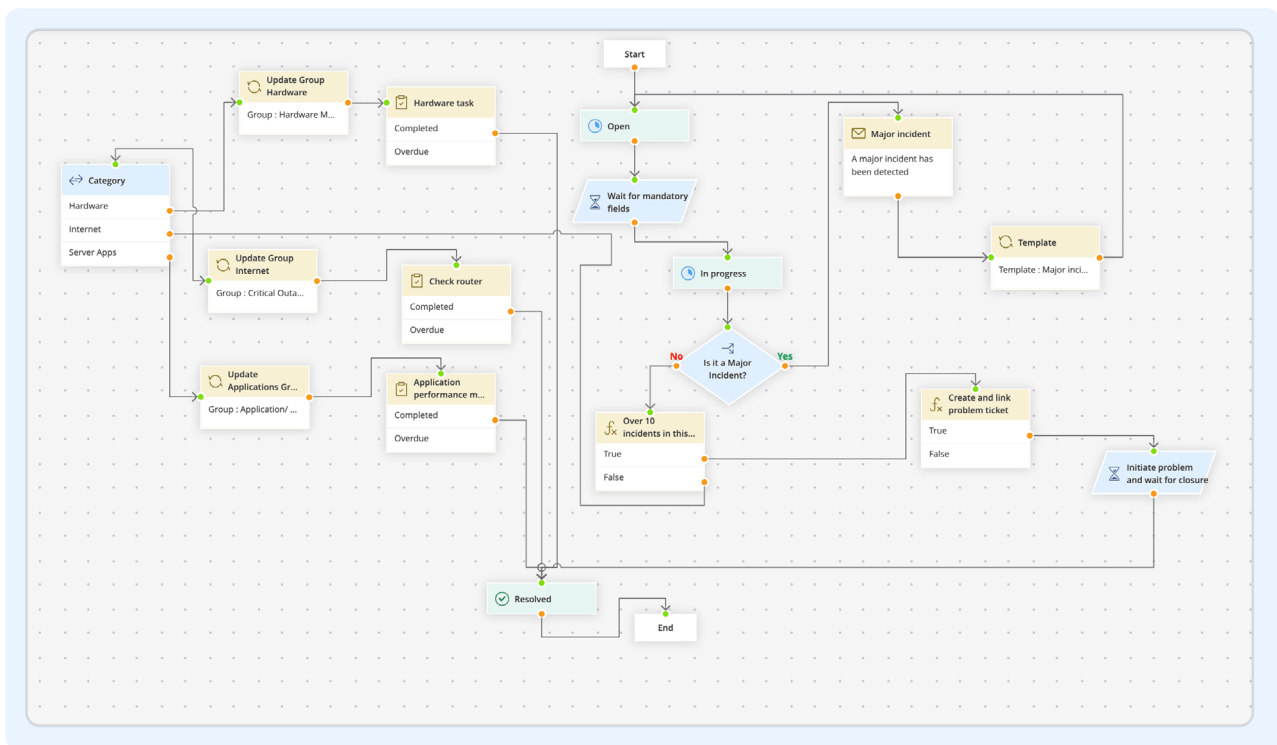 Start
Update Group
Hardware
Group : Hardware M...
Hardware task
Completed
Overdue
Open
Major incident
A major incident has
been detected
Category
Hardware
Internet
Server Apps
Wait for mandatory
fields
Template
Template : Major inci...
Update Group
Internet
Group : Critical Outa...
Check router
Completed
Overdue
In progress
No
Yes
Is it a Major
Incident?
Update
Applications Gr...
Group : Application/ ...
Application
performance m...
Completed
Overdue
Over 10
incidents in this...
True
False
Create and link
problem ticket
True
False
Initiate problem
and wait for closure
Resolved
End